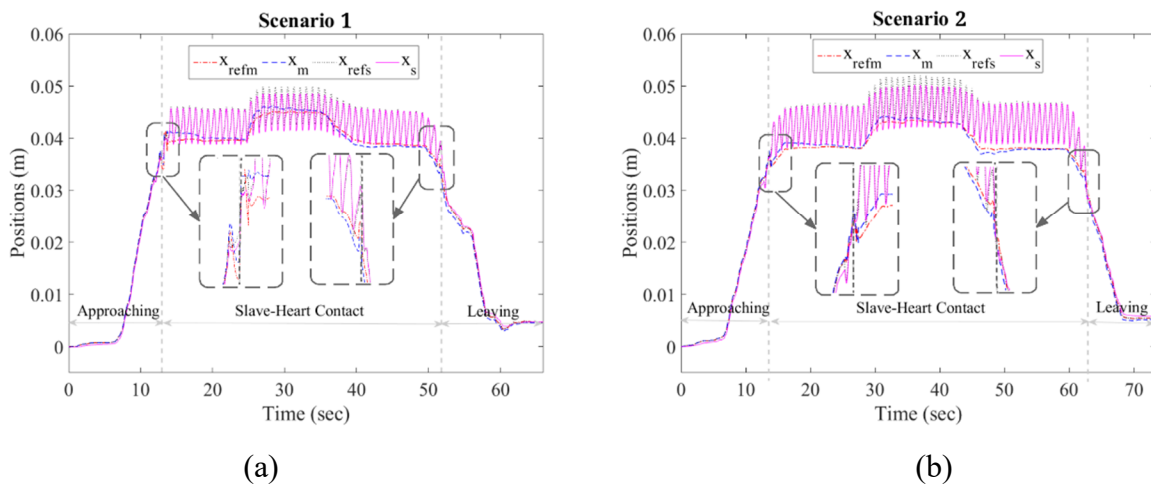 Scenario 1
0.06
0.05
0.04
0.03
0.02
0.01
0
Positions (m)
x_refm x_m x_refs x_s
Approaching Slave-Heart Contact Leaving
0 10 20 30 40 50 60
Time (sec)
(a)
Scenario 2
0.06
0.05
0.04
0.03
0.02
0.01
0
Positions (m)
x_refm x_m x_refs x_s
Approaching Slave-Heart Contact Leaving
0 10 20 30 40 50 60 70
Time (sec)
(b)